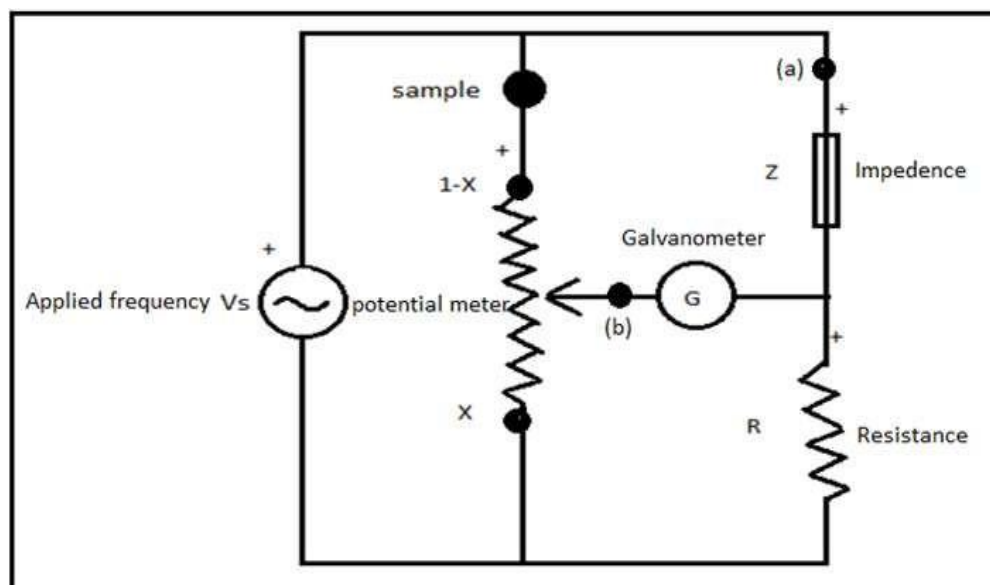 (a)
sample
+
+
Z
Impedence
1-X
Galvanometer
+
Applied frequency Vs
potential meter
G
(b)
+
X
R
Resistance